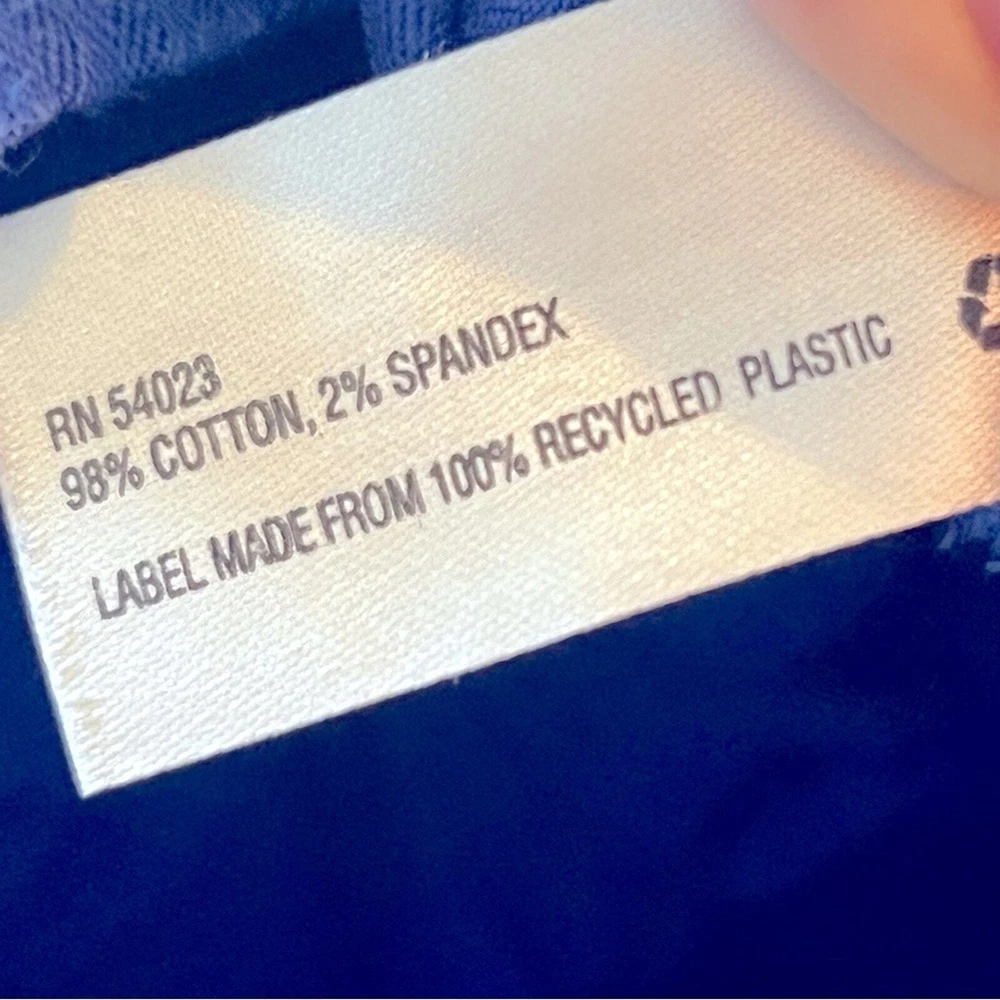 RN 54023
98% COTTON, 2% SPANDEX
LABEL MADE FROM 100% RECYCLED PLASTIC